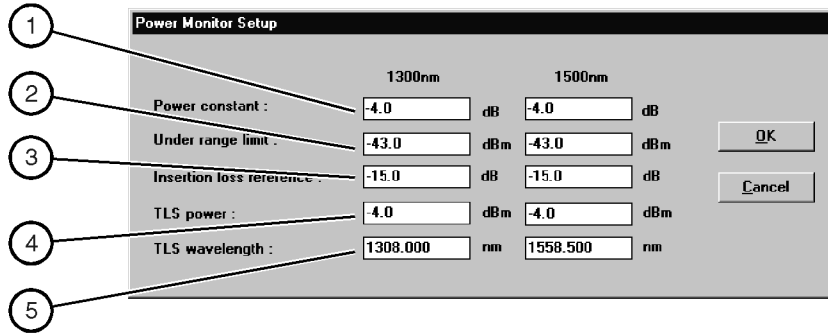 Power Monitor Setup
1
1300nm 1500nm
2
Power constant : -4.0 dB -4.0 dB
Under range limit : -43.0 dBm -43.0 dBm OK
3
Insertion loss reference : -15.0 dB -15.0 dB Cancel
TLS power : -4.0 dBm -4.0 dBm
4
TLS wavelength : 1308.000 nm 1558.500 nm
5